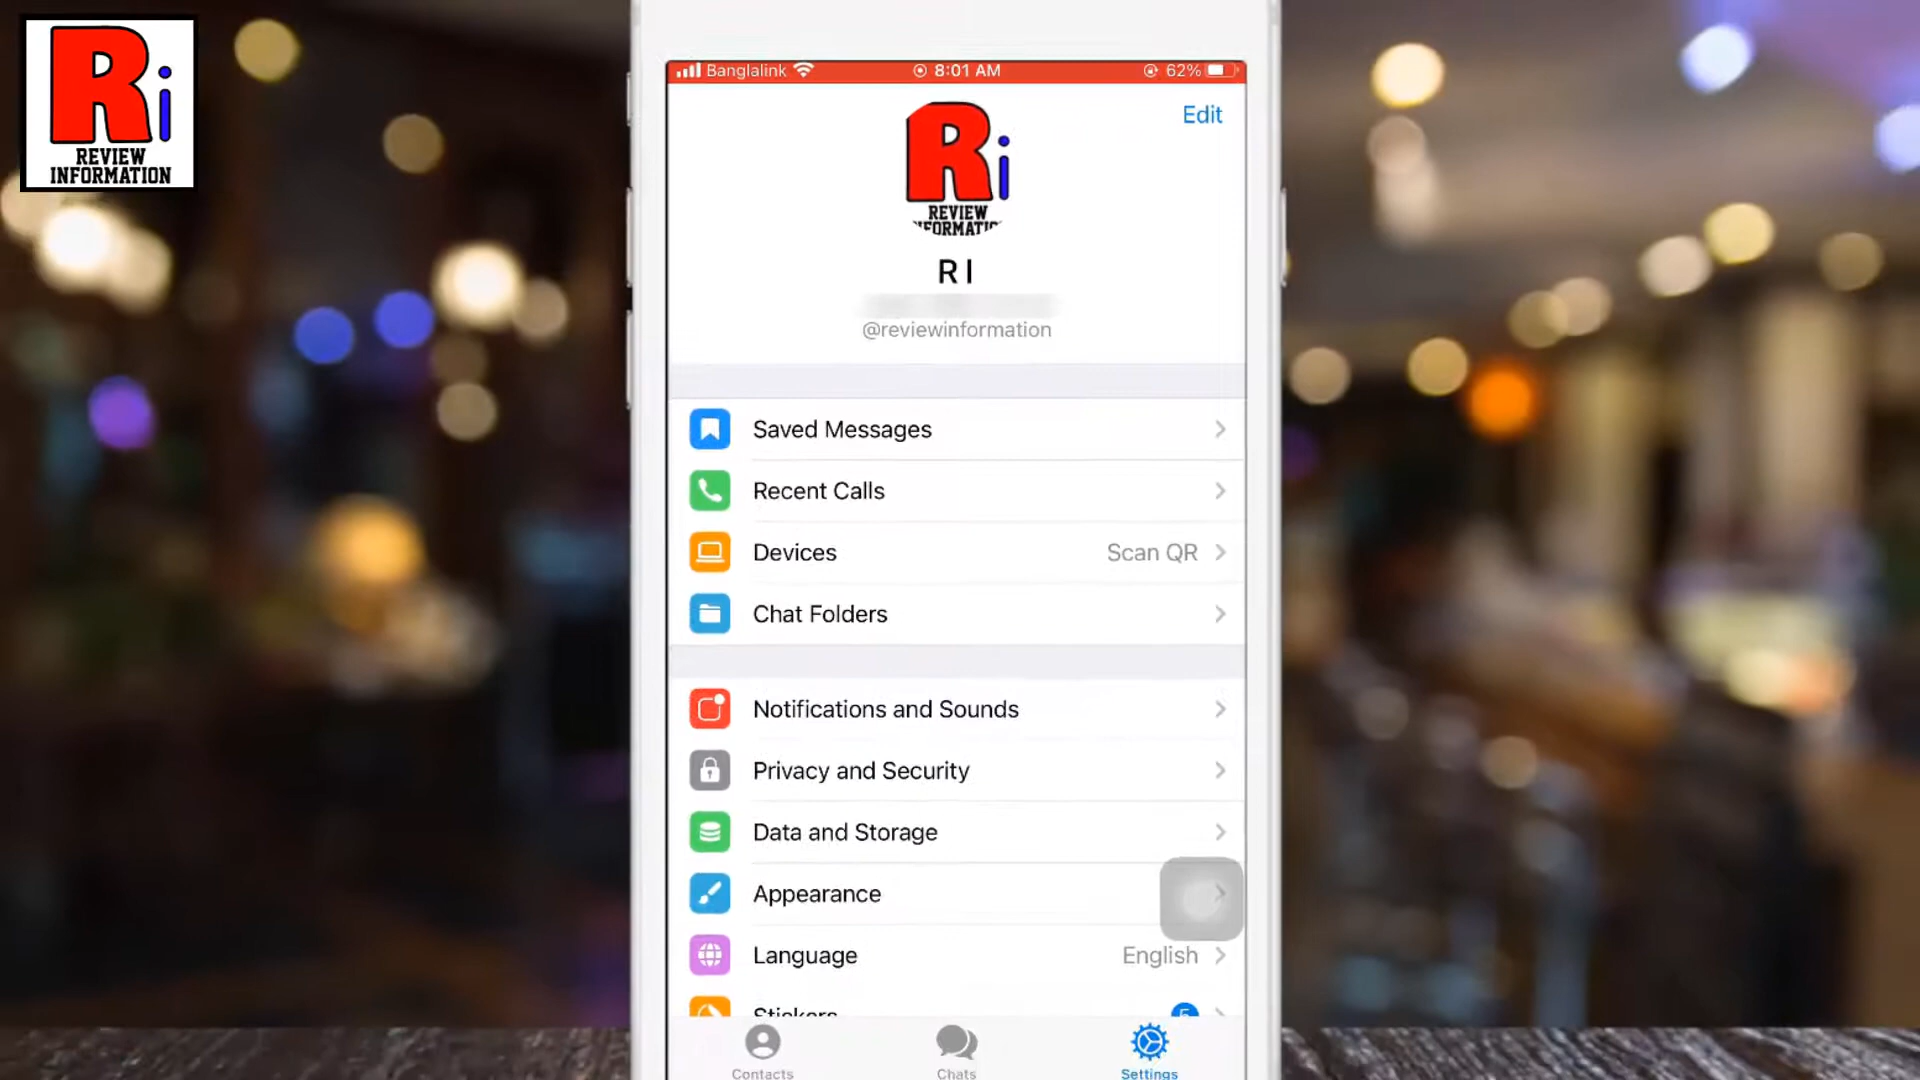 Ri
REVIEW
INFORMATION
Banglalink
8:01 AM
62%
Edit
Ri
REVIEW
R I
@reviewinformation
Saved Messages
Recent Calls
Devices
Scan QR
Chat Folders
Notifications and Sounds
Privacy and Security
Data and Storage
Appearance
Language
English
Stickers
Contacts
Chats
Settings